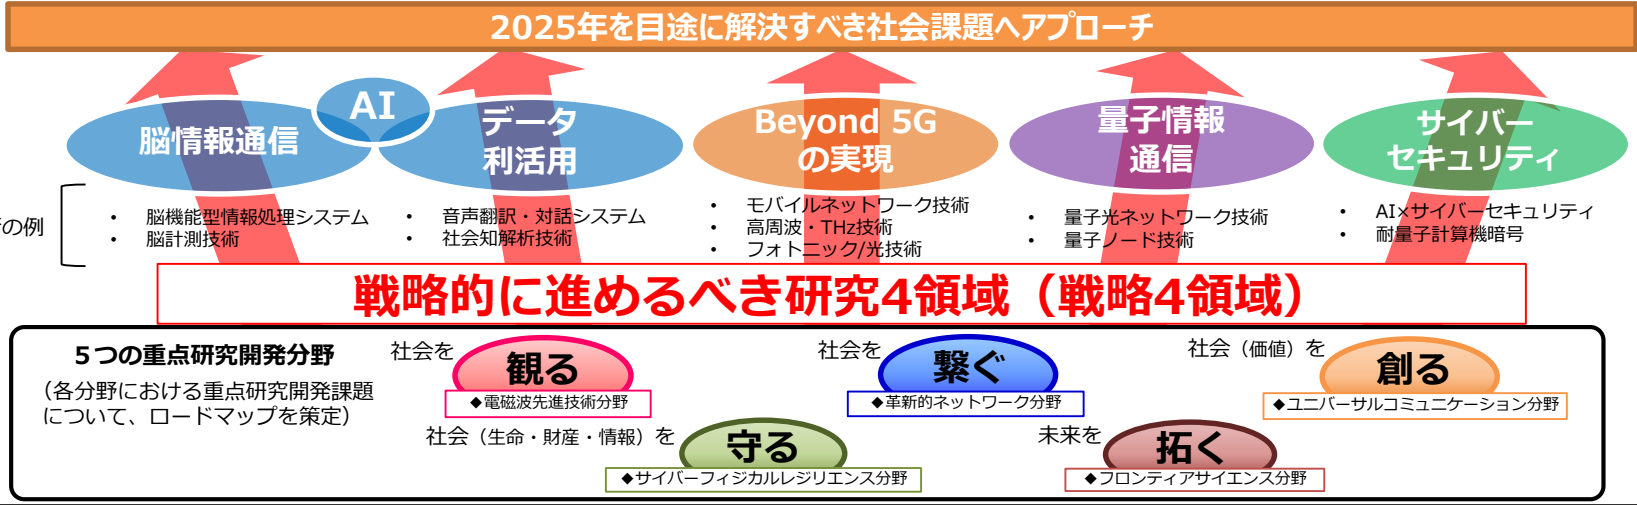 2025年を目途に解決すべき社会課題へアプローチ
AI
脳情報通信
データ
利活用
Beyond 5G
の実現
量子情報
通信
サイバー
セキュリティ
の例
• 脳機能型情報処理システム
• 脳計測技術
• 音声翻訳・対話システム
• 社会知解析技術
• モバイルネットワーク技術
• 高周波・THz技術
• フォトニック/光技術
• 量子光ネットワーク技術
• 量子ノード技術
• AI×サイバーセキュリティ
• 耐量子計算機暗号
戦略的に進めるべき研究4領域（戦略4領域）
５つの重点研究開発分野
（各分野における重点研究開発課題
について、ロードマップを策定）
社会を
観る
◆電磁波先進技術分野
社会を
繋ぐ
◆革新的ネットワーク分野
社会（価値）を
創る
◆ユニバーサルコミュニケーション分野
社会（生命・財産・情報）を
守る
◆サイバーフィジカルレジリエンス分野
未来を
拓く
◆フロンティアサイエンス分野